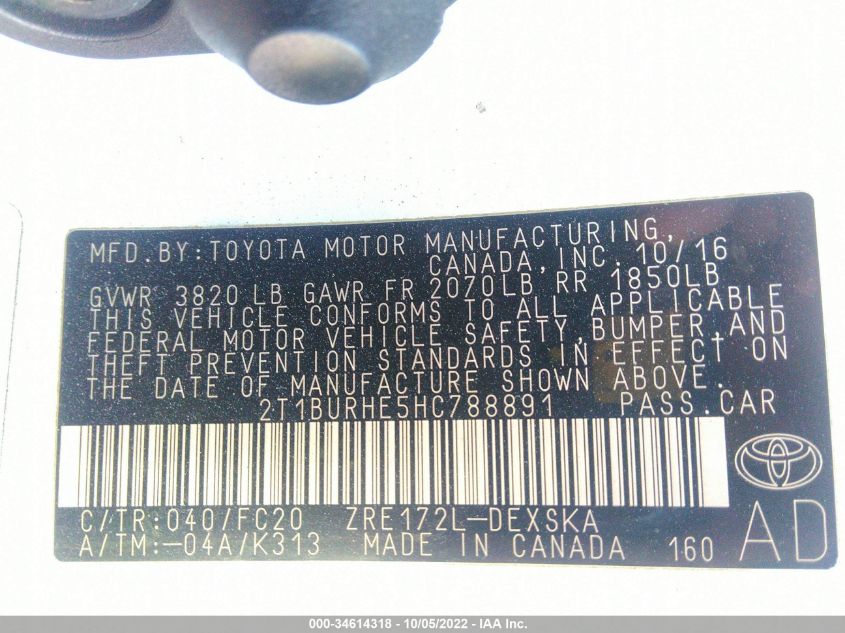 MFD.BY:TOYOTA MOTOR MANUFACTURING,
CANADA,INC. 10/16
GVWR 3820 LB GAWR FR 2070LB RR 1850LB
THIS VEHICLE CONFORMS TO ALL APPLICABLE
FEDERAL MOTOR VEHICLE SAFETY,BUMPER,AND
THEFT PREVENTION STANDARDS IN EFFECT ON
THE DATE OF MANUFACTURE SHOWN ABOVE.
2T1BURHE5HC788891 PASS.CAR
C/TR:040/FC20 ZRE172L-DEXSKA
A/TM:-04A/K313 MADE IN CANADA 160 AD
000-34614318 - 10/05/2022 - IAA Inc.